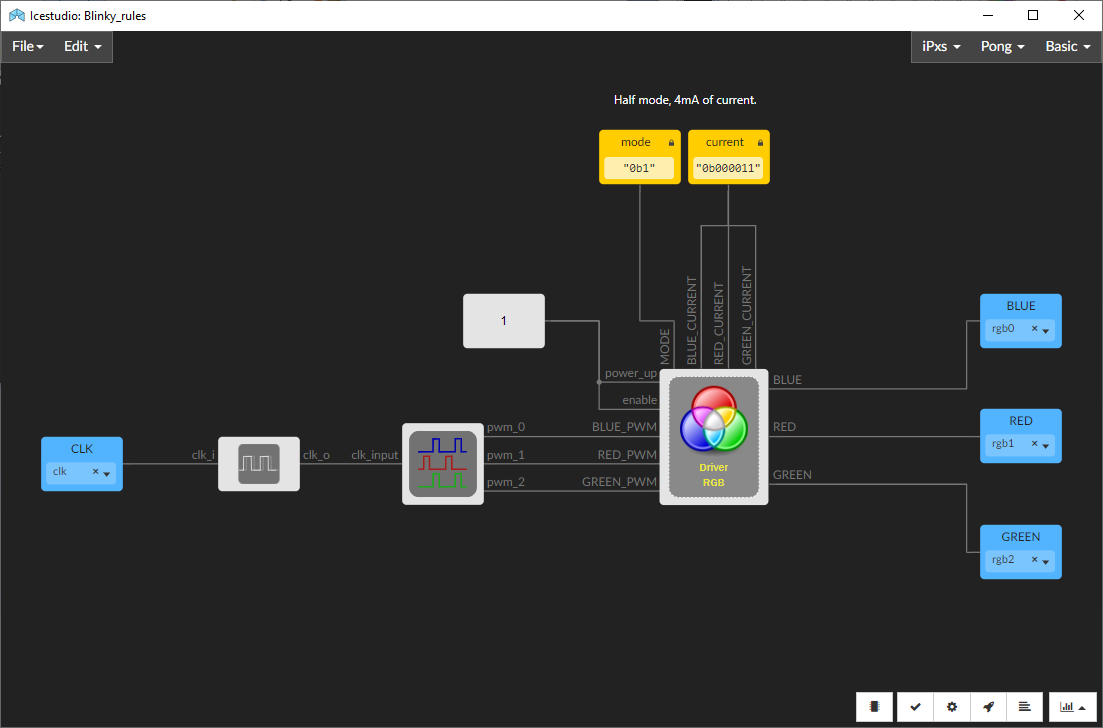 Icestudio: Blinky_rules
File Edit iPxs Pong Basic
Half mode, 4mA of current.
mode current
"0b1" "0b000011"
BLUE_CURRENT
RED_CURRENT
GREEN_CURRENT
MODE
1
BLUE
rgb0
power_up
enable
BLUE
pwm_0 BLUE_PWM RED
RED
rgb1
CLK
clk
clk_i clk_o clk_input
pwm_1 RED_PWM
Driver
RGB
pwm_2 GREEN_PWM GREEN
GREEN
rgb2